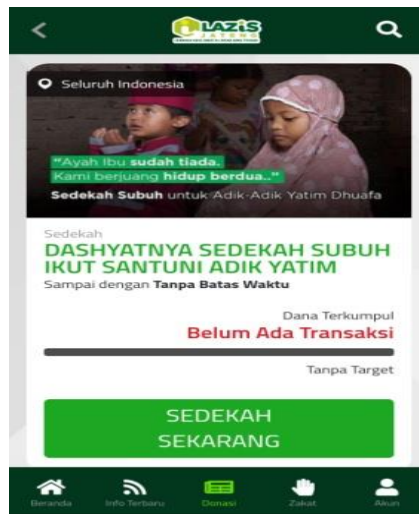 LAZiS
JATENG
Seluruh Indonesia
"Ayah Ibu sudah tiada.
Kami berjuang hidup berdua.."
Sedekah Subuh untuk Adik-Adik Yatim Dhuafa
Sedekah
DASHYATNYA SEDEKAH SUBUH
IKUT SANTUNI ADIK YATIM
Sampai dengan Tanpa Batas Waktu
Dana Terkumpul
Belum Ada Transaksi
Tanpa Target
SEDEKAH
SEKARANG
Beranda Info Terbaru Donasi Zakat Akun